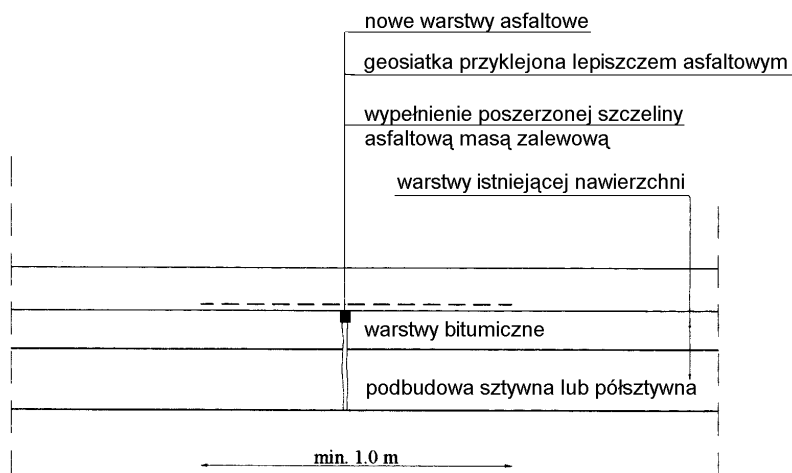 nowe warstwy asfaltowe
geosiatka przyklejona lepiszczem asfaltowym
wypełnienie poszerzonej szczeliny
asfaltową masą zalewową
warstwy istniejącej nawierzchni
warstwy bitumiczne
podbudowa sztywna lub półsztywna
min. 1.0 m